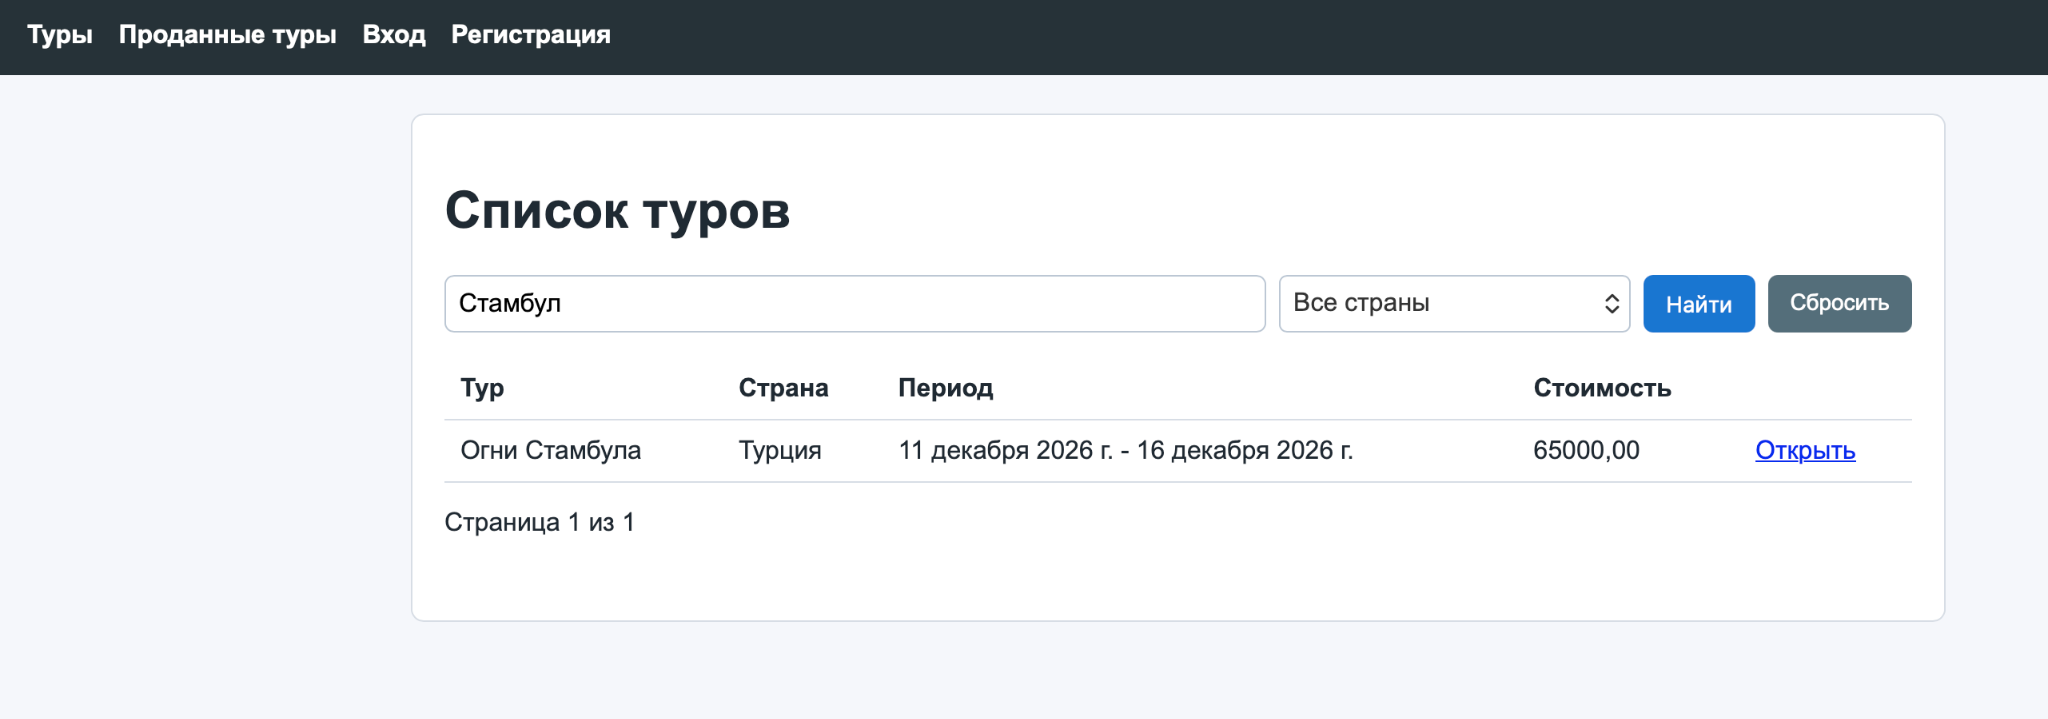 Туры Проданные туры Вход Регистрация
Список туров
Стамбул Все страны Найти Сбросить
Тур Страна Период Стоимость
Огни Стамбула Турция 11 декабря 2026 г. - 16 декабря 2026 г. 65000,00 Открыть
Страница 1 из 1